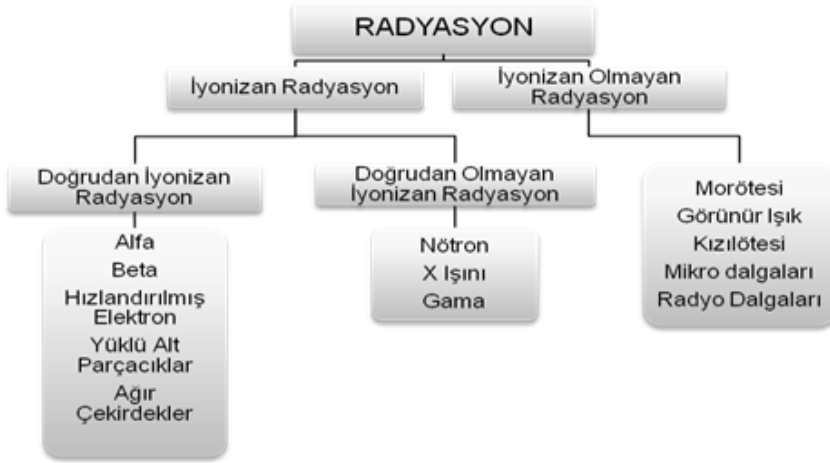 RADYASYON
İyonizan Radyasyon
İyonizan Olmayan
Radyasyon
Doğrudan İyonizan
Radyasyon
Doğrudan Olmayan
İyonizan Radyasyon
Alfa
Beta
Hızlandırılmış
Elektron
Yüklü Alt
Parçacıklar
Ağır
Çekirdekler
Nötron
X Işını
Gama
Morötesi
Görünür Işık
Kızılötesi
Mikro dalgaları
Radyo Dalgaları